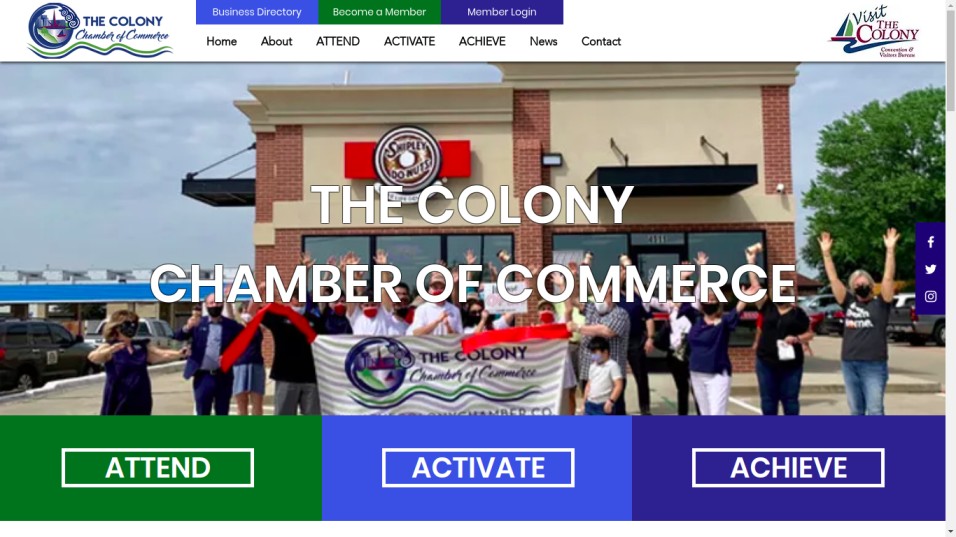 THE COLONY
Chamber of Commerce
Business Directory
Become a Member
Member Login
Home
About
ATTEND
ACTIVATE
ACHIEVE
News
Contact
Visit
THE
COLONY
Convention &
Visitors Bureau
SHIPLEY
DO-NUTS
THE COLONY
CHAMBER OF COMMERCE
THE COLONY
Chamber of Commerce
ATTEND
ACTIVATE
ACHIEVE